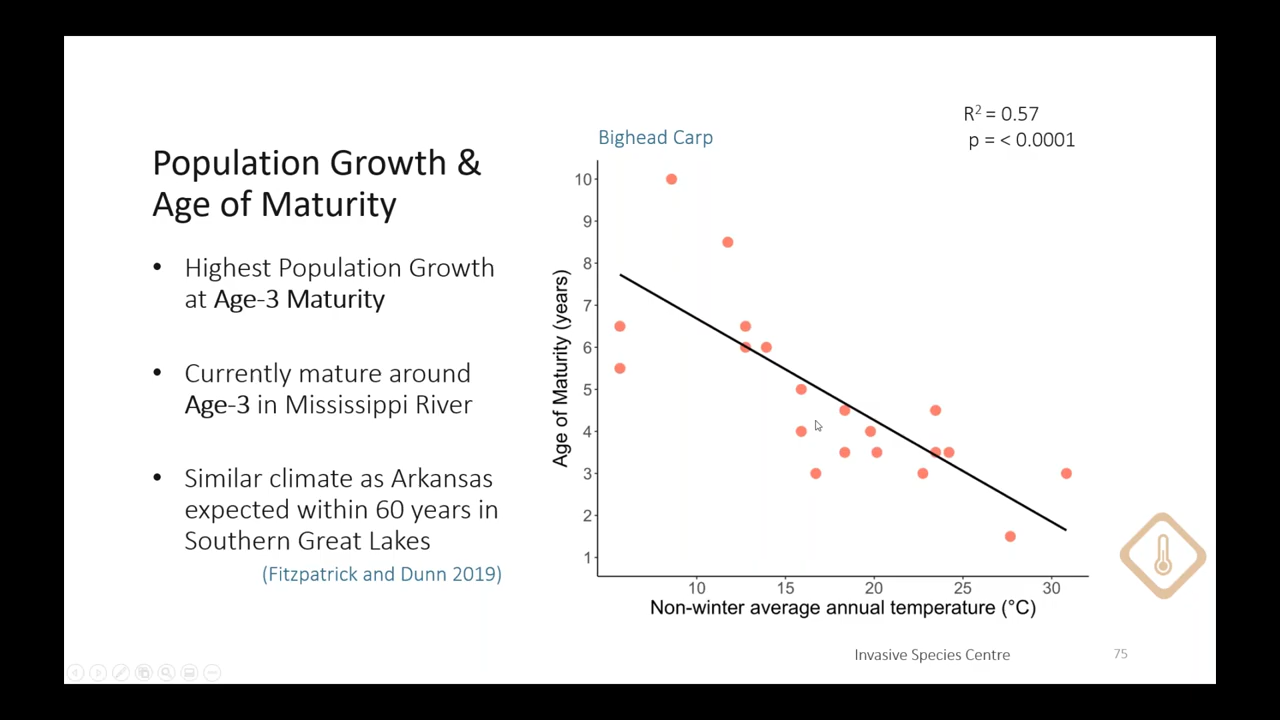 Population Growth &
Age of Maturity
• Highest Population Growth
at Age-3 Maturity
• Currently mature around
Age-3 in Mississippi River
• Similar climate as Arkansas
expected within 60 years in
Southern Great Lakes
(Fitzpatrick and Dunn 2019)
R² = 0.57
p = < 0.0001
Bighead Carp
Age of Maturity (years)
10
9
8
7
6
5
4
3
2
1
10 15 20 25 30
Non-winter average annual temperature (°C)
Invasive Species Centre
75